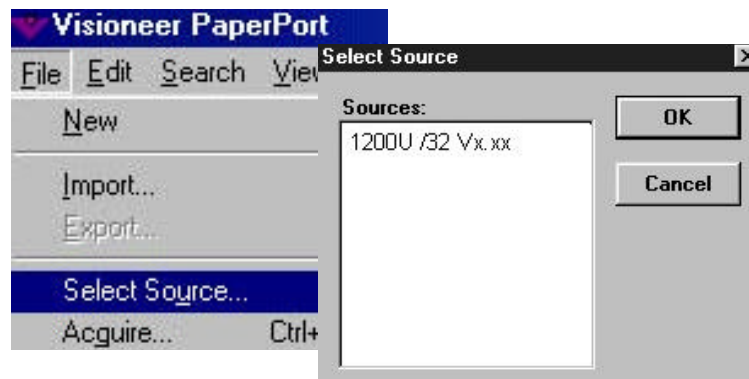 Visioneer PaperPort
File Edit Search View
New
Import...
Export...
Select Source...
Acquire... Ctrl+
Select Source
Sources:
1200U /32 Vx.xx
OK
Cancel